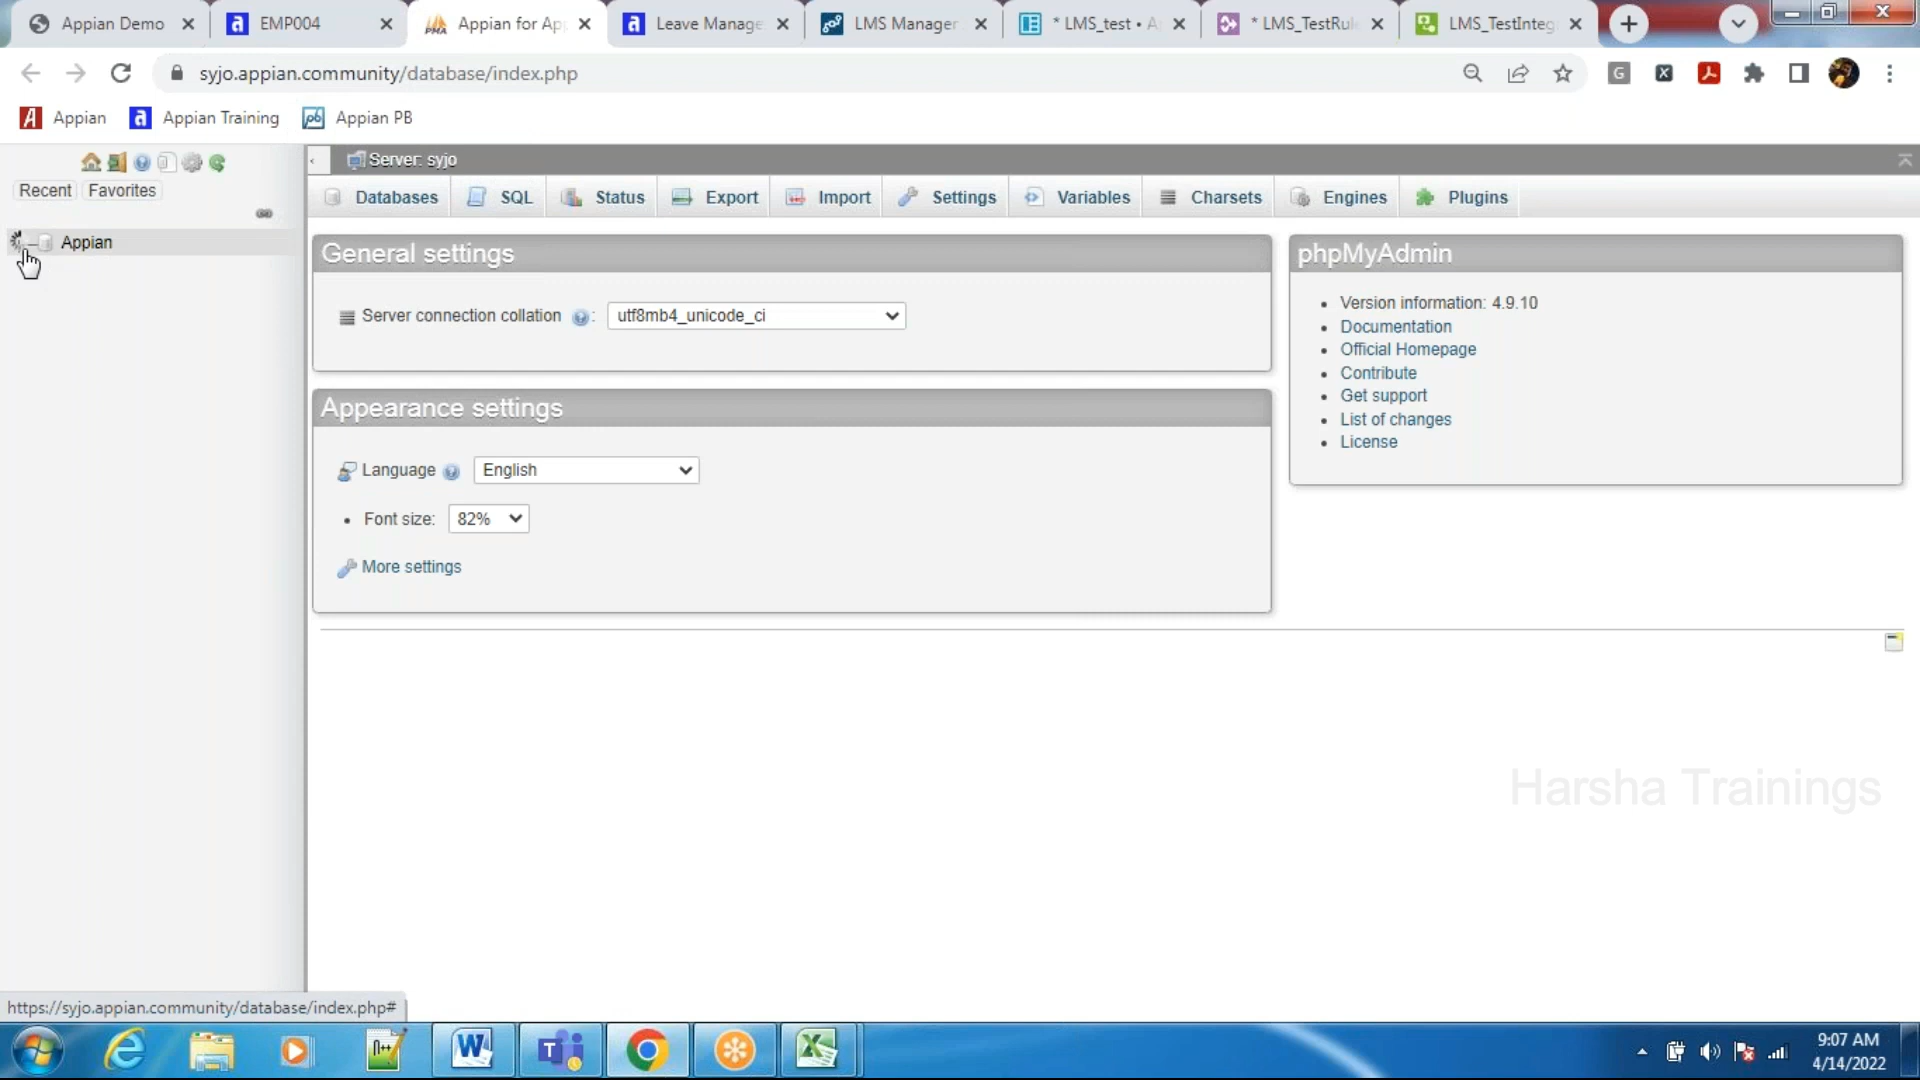 Appian Demo
EMP004
Appian for Ap
Leave Manage
LMS Manager
* LMS_test • A
* LMS_TestRul
LMS_TestInteg
syjo.appian.community/database/index.php
Appian
Appian Training
Appian PB
Server: syjo
Recent
Favorites
Databases
SQL
Status
Export
Import
Settings
Variables
Charsets
Engines
Plugins
Appian
General settings
Server connection collation
:
utf8mb4_unicode_ci
Appearance settings
Language
English
Font size:
82%
More settings
phpMyAdmin
Version information: 4.9.10
Documentation
Official Homepage
Contribute
Get support
List of changes
License
Harsha Trainings
https://syjo.appian.community/database/index.php#
9:07 AM
4/14/2022